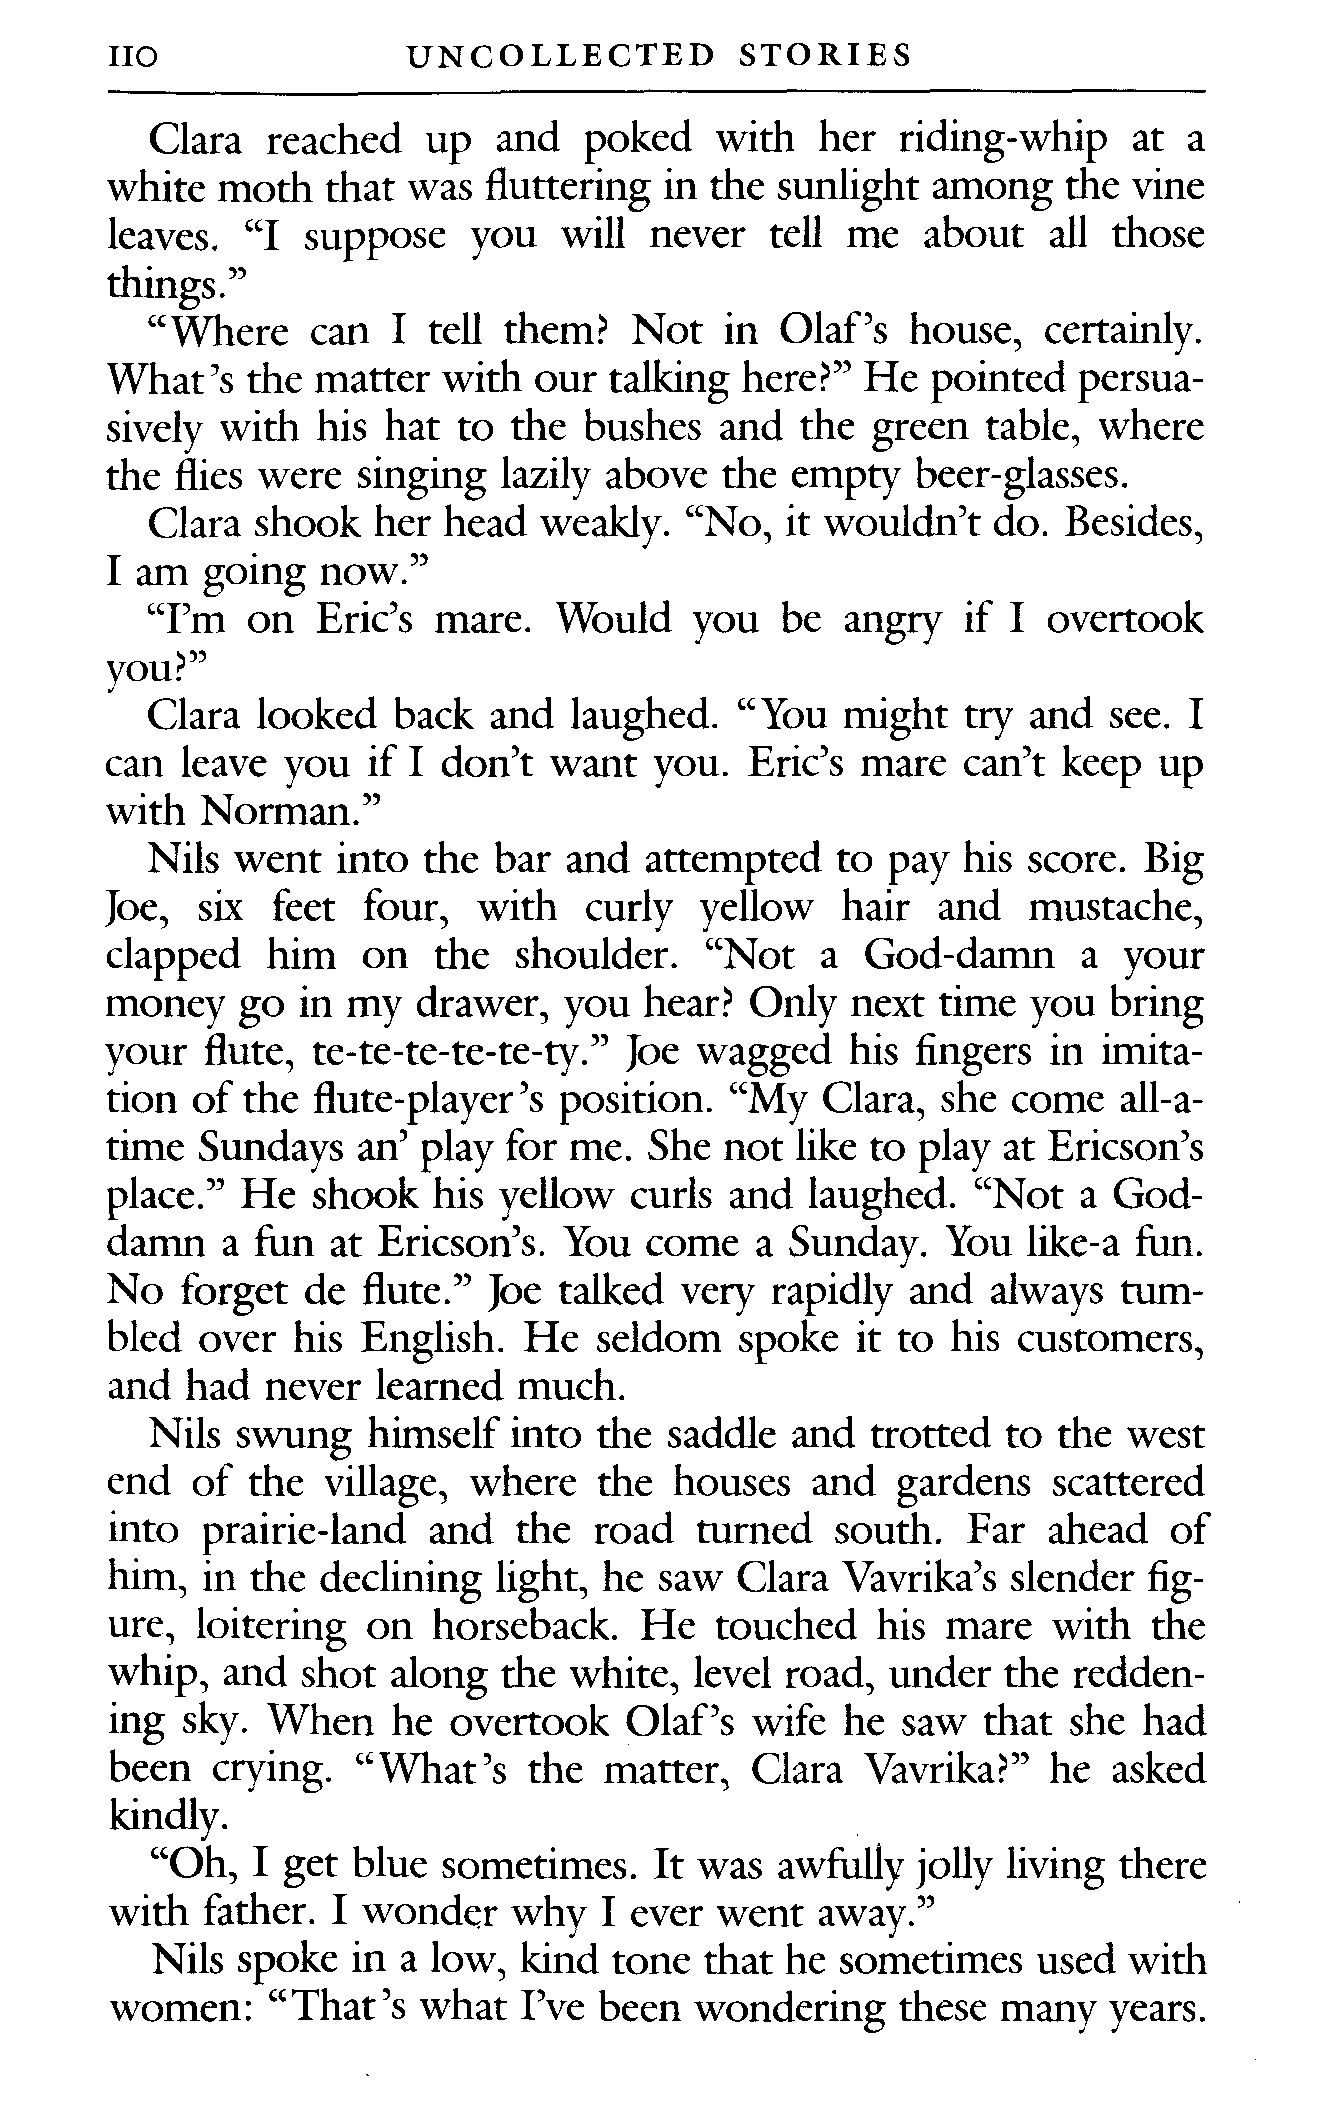 110 UNCOLLECTED STORIES
Clara reached up and poked with her riding-whip at a
white moth that was fluttering in the sunlight among the vine
leaves. “I suppose you will never tell me about all those
things.”
“Where can I tell them? Not in Olaf’s house, certainly.
What’s the matter with our talking here?” He pointed persua-
sively with his hat to the bushes and the green table, where
the flies were singing lazily above the empty beer-glasses.
Clara shook her head weakly. “No, it wouldn’t do. Besides,
I am going now.”
“I’m on Eric’s mare. Would you be angry if I overtook
you?”
Clara looked back and laughed. “You might try and see. I
can leave you if I don’t want you. Eric’s mare can’t keep up
with Norman.”
Nils went into the bar and attempted to pay his score. Big
Joe, six feet four, with curly yellow hair and mustache,
clapped him on the shoulder. “Not a God-damn a your
money go in my drawer, you hear? Only next time you bring
your flute, te-te-te-te-te-ty.” Joe wagged his fingers in imita-
tion of the flute-player’s position. “My Clara, she come all-a-
time Sundays an’ play for me. She not like to play at Ericson’s
place.” He shook his yellow curls and laughed. “Not a God-
damn a fun at Ericson’s. You come a Sunday. You like-a fun.
No forget de flute.” Joe talked very rapidly and always tum-
bled over his English. He seldom spoke it to his customers,
and had never learned much.
Nils swung himself into the saddle and trotted to the west
end of the village, where the houses and gardens scattered
into prairie-land and the road turned south. Far ahead of
him, in the declining light, he saw Clara Vavrika’s slender fig-
ure, loitering on horseback. He touched his mare with the
whip, and shot along the white, level road, under the redden-
ing sky. When he overtook Olaf’s wife he saw that she had
been crying. “What’s the matter, Clara Vavrika?” he asked
kindly.
“Oh, I get blue sometimes. It was awfully jolly living there
with father. I wonder why I ever went away.”
Nils spoke in a low, kind tone that he sometimes used with
women: “That’s what I’ve been wondering these many years.